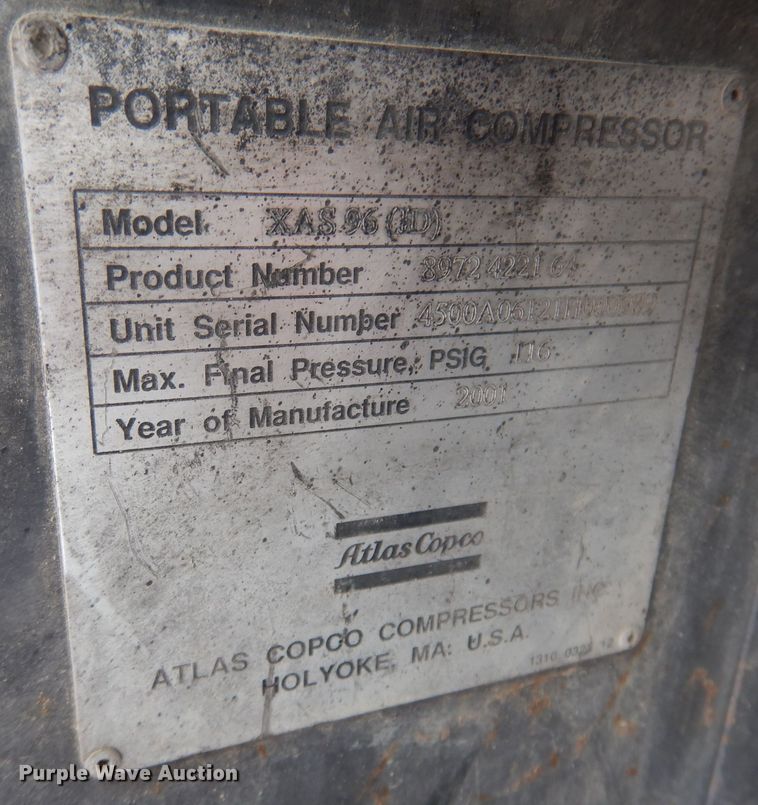 PORTABLE AIR COMPRESSOR
Model XAS 96 (JD)
Product Number 8972 4221 64
Unit Serial Number
Max. Final Pressure, PSIG 116
Year of Manufacture 2001
Atlas Copco
ATLAS COPCO COMPRESSORS INC.
HOLYOKE, MA. U.S.A.
1310
Purple Wave Auction